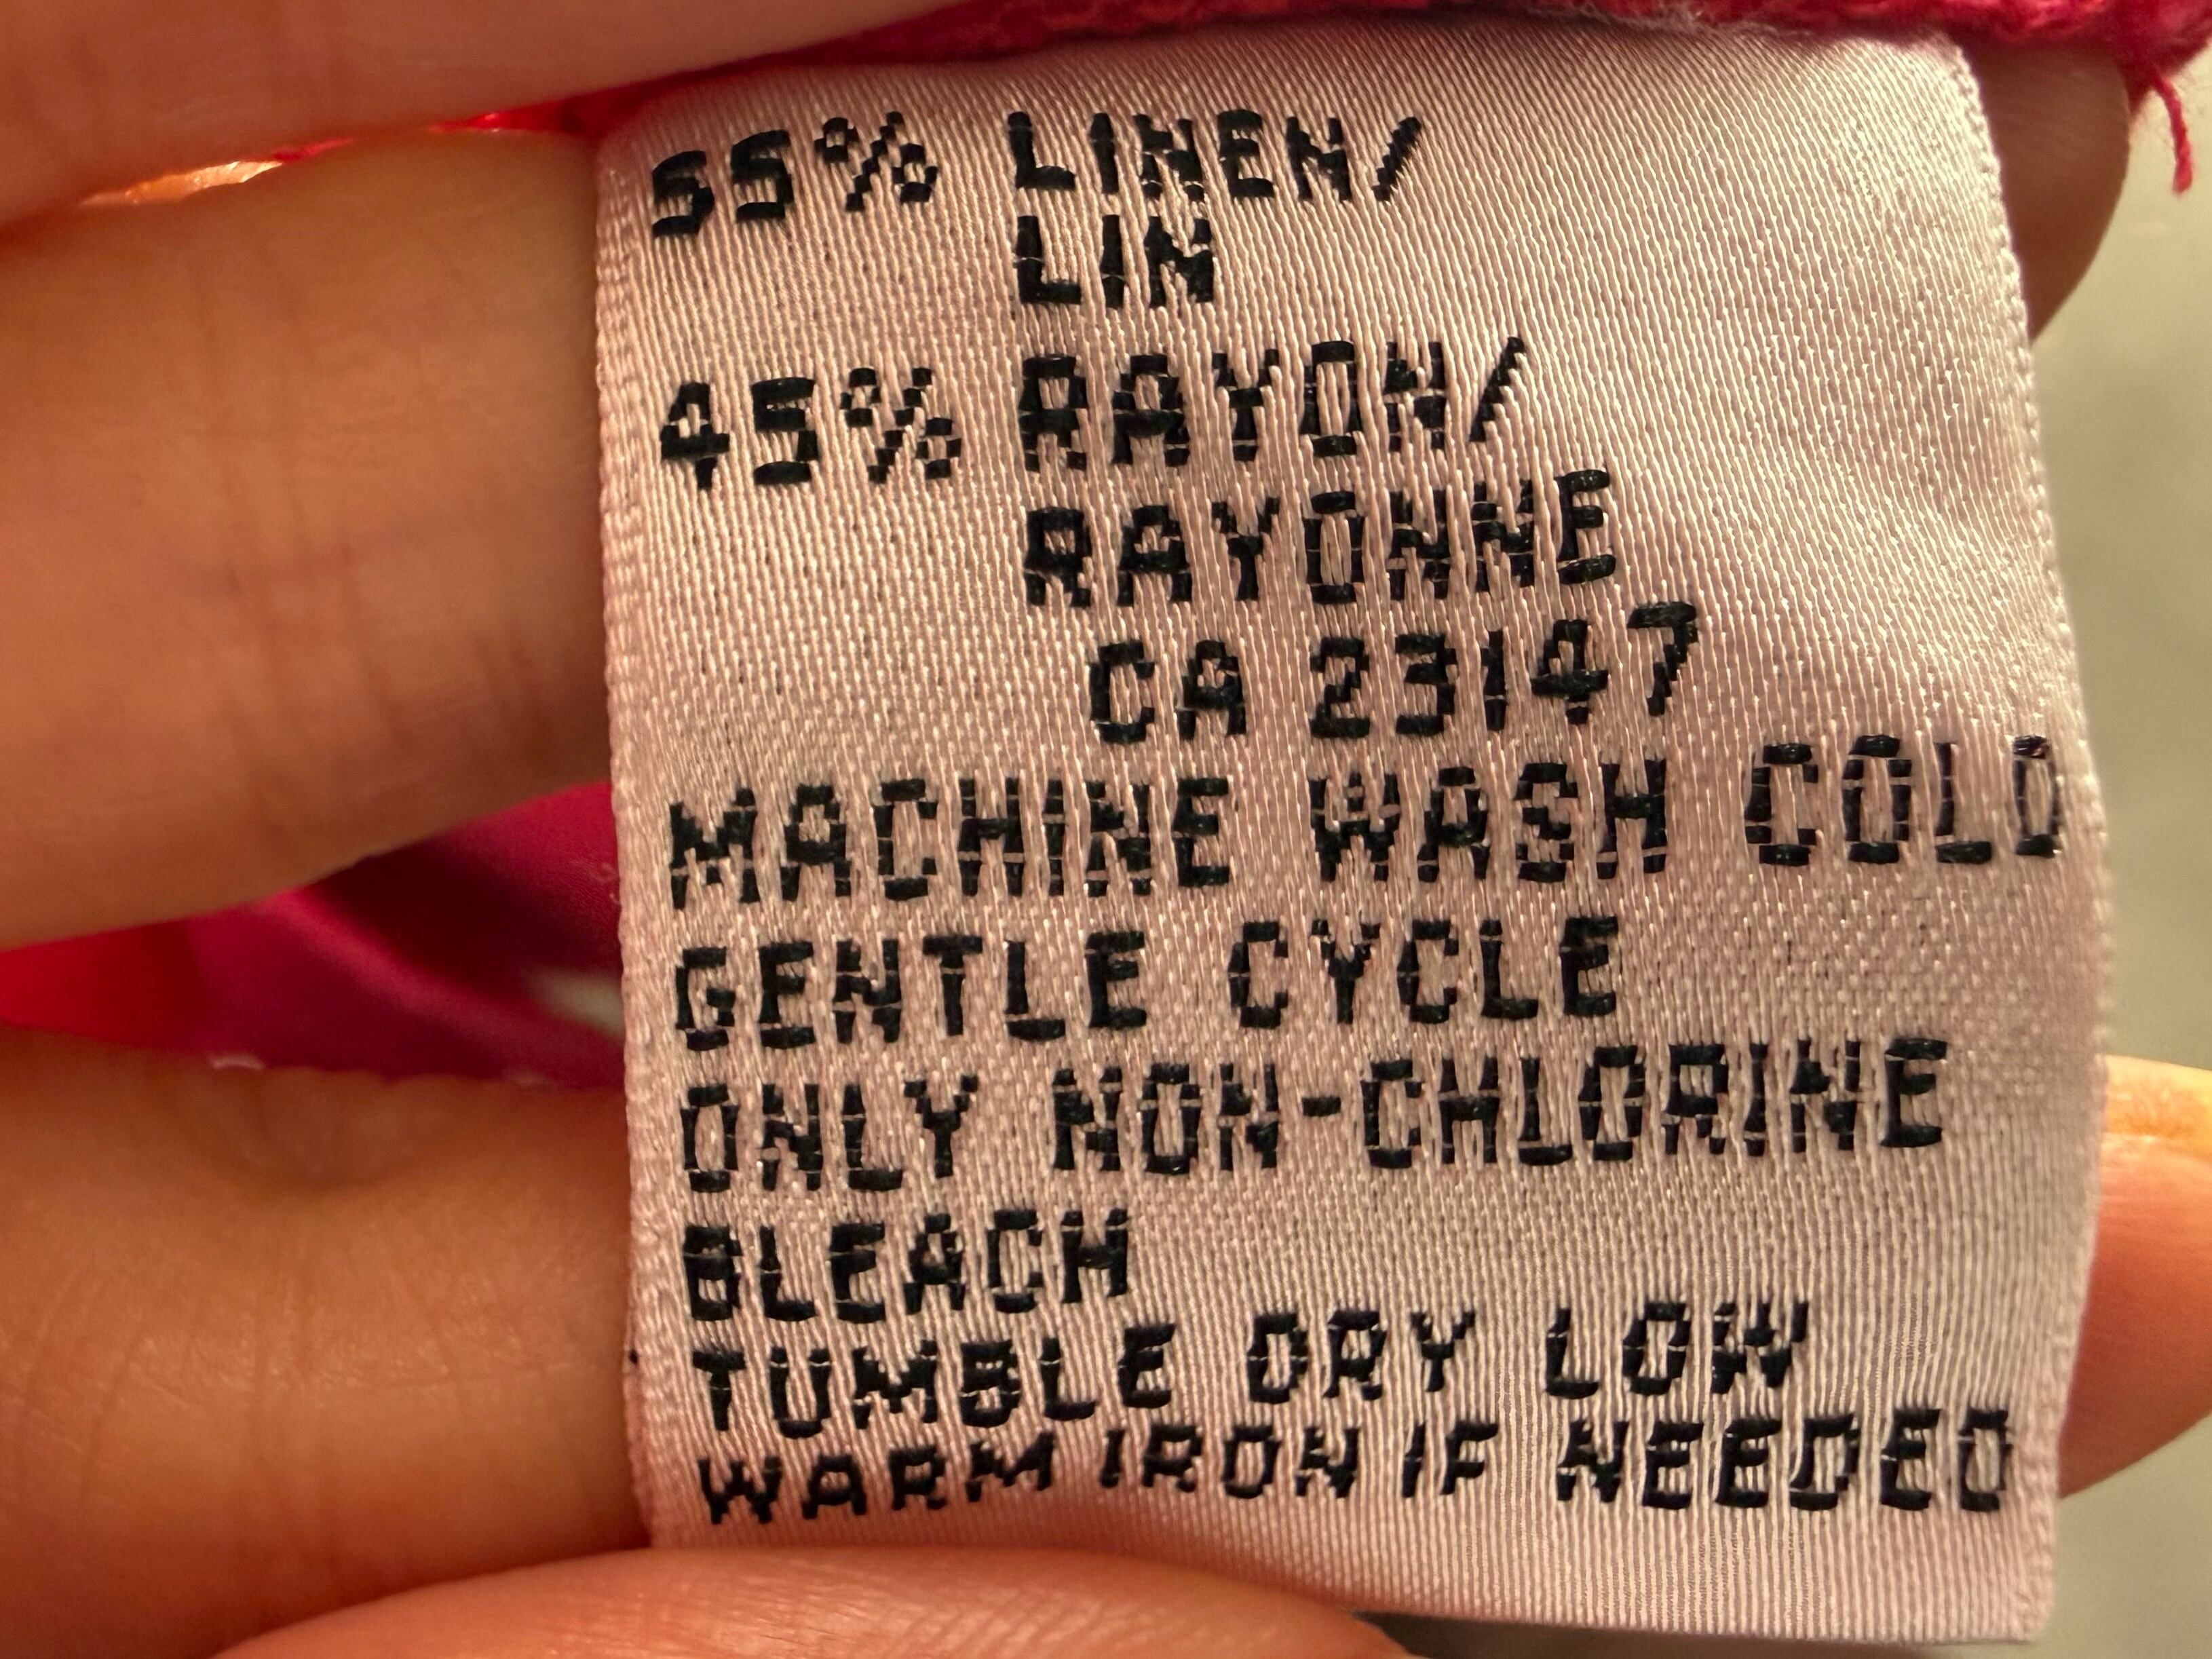 55% LINEN/
LIN
45% RAYON/
RAYONNE
CA 23147
MACHINE WASH COLD
GENTLE CYCLE
ONLY NON-CHLORINE
BLEACH
TUMBLE DRY LOW
WARM IRON IF NEEDED